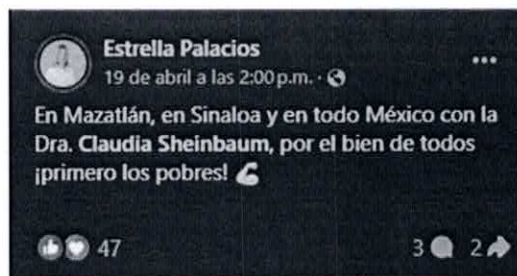 Estrella Palacios
19 de abril a las 2:00 p.m. ·
En Mazatlán, en Sinaloa y en todo México con la
Dra. Claudia Sheinbaum, por el bien de todos
¡primero los pobres! 💪
47
3 2